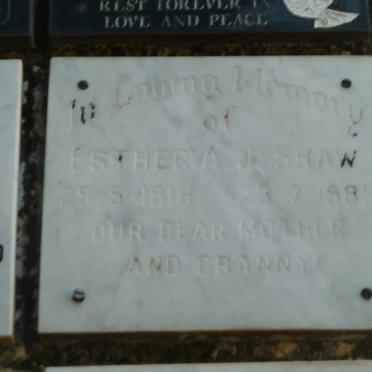 REST FOREVER IN
LOVE AND PEACE
In Loving Memory
of
ESTHER A. J. SHAW
OUR DEAR MOTHER
AND GRANNY